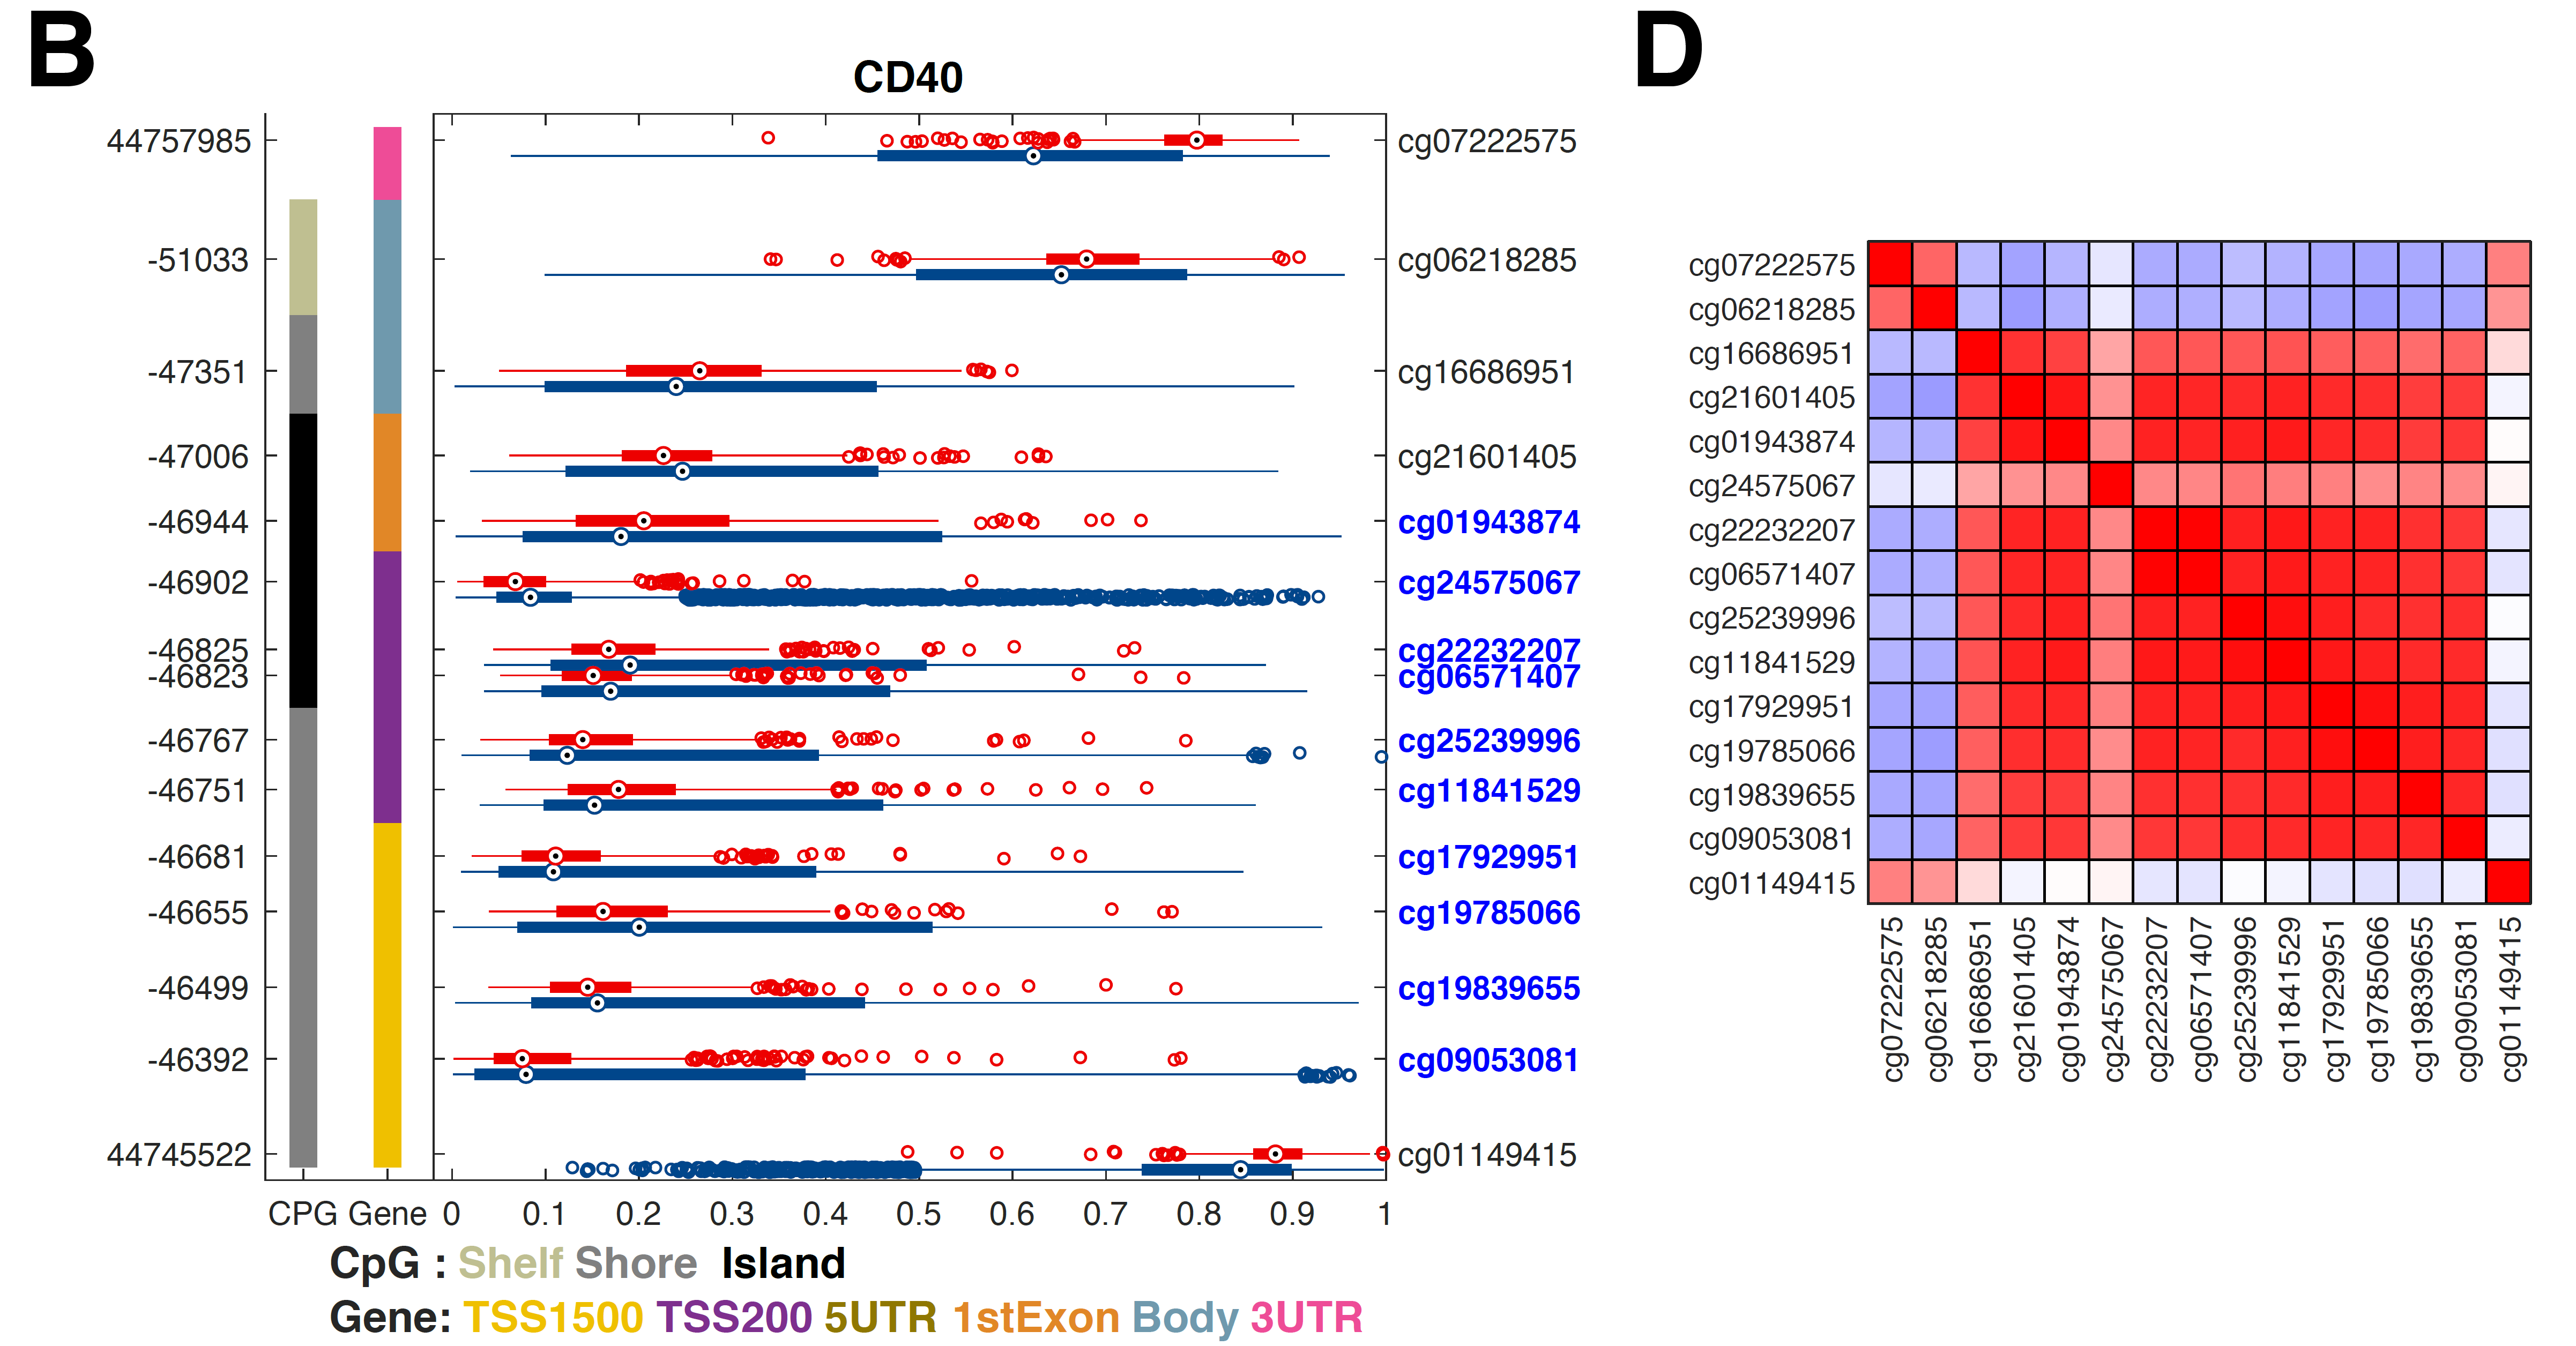 B
D
CD40
44757985
cg07222575
-51033
cg06218285
-47351
cg16686951
-47006
cg21601405
-46944
cg01943874
-46902
cg24575067
-46825
cg22232207
-46823
cg06571407
-46767
cg25239996
-46751
cg11841529
-46681
cg17929951
-46655
cg19785066
-46499
cg19839655
-46392
cg09053081
44745522
cg01149415
CPG Gene 0 0.1 0.2 0.3 0.4 0.5 0.6 0.7 0.8 0.9 1
CpG : Shelf Shore Island
Gene: TSS1500 TSS200 5UTR 1stExon Body 3UTR
cg07222575
cg06218285
cg16686951
cg21601405
cg01943874
cg24575067
cg22232207
cg06571407
cg25239996
cg11841529
cg17929951
cg19785066
cg19839655
cg09053081
cg01149415
cg07222575
cg06218285
cg16686951
cg21601405
cg01943874
cg24575067
cg22232207
cg06571407
cg25239996
cg11841529
cg17929951
cg19785066
cg19839655
cg09053081
cg01149415